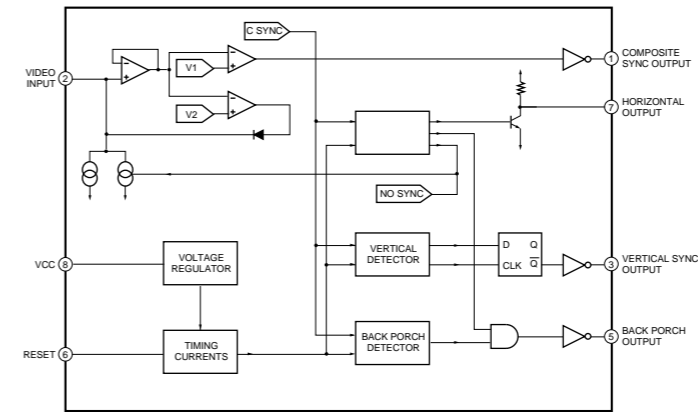 C SYNC
COMPOSITE
SYNC OUTPUT
1
VIDEO
INPUT
2
−
+
−
+
V1
−
+
V2
7
HORIZONTAL
OUTPUT
NO SYNC
VCC
8
VOLTAGE
REGULATOR
VERTICAL
DETECTOR
D Q
CLK Q̅
3
VERTICAL SYNC
OUTPUT
RESET
6
TIMING
CURRENTS
BACK PORCH
DETECTOR
5
BACK PORCH
OUTPUT